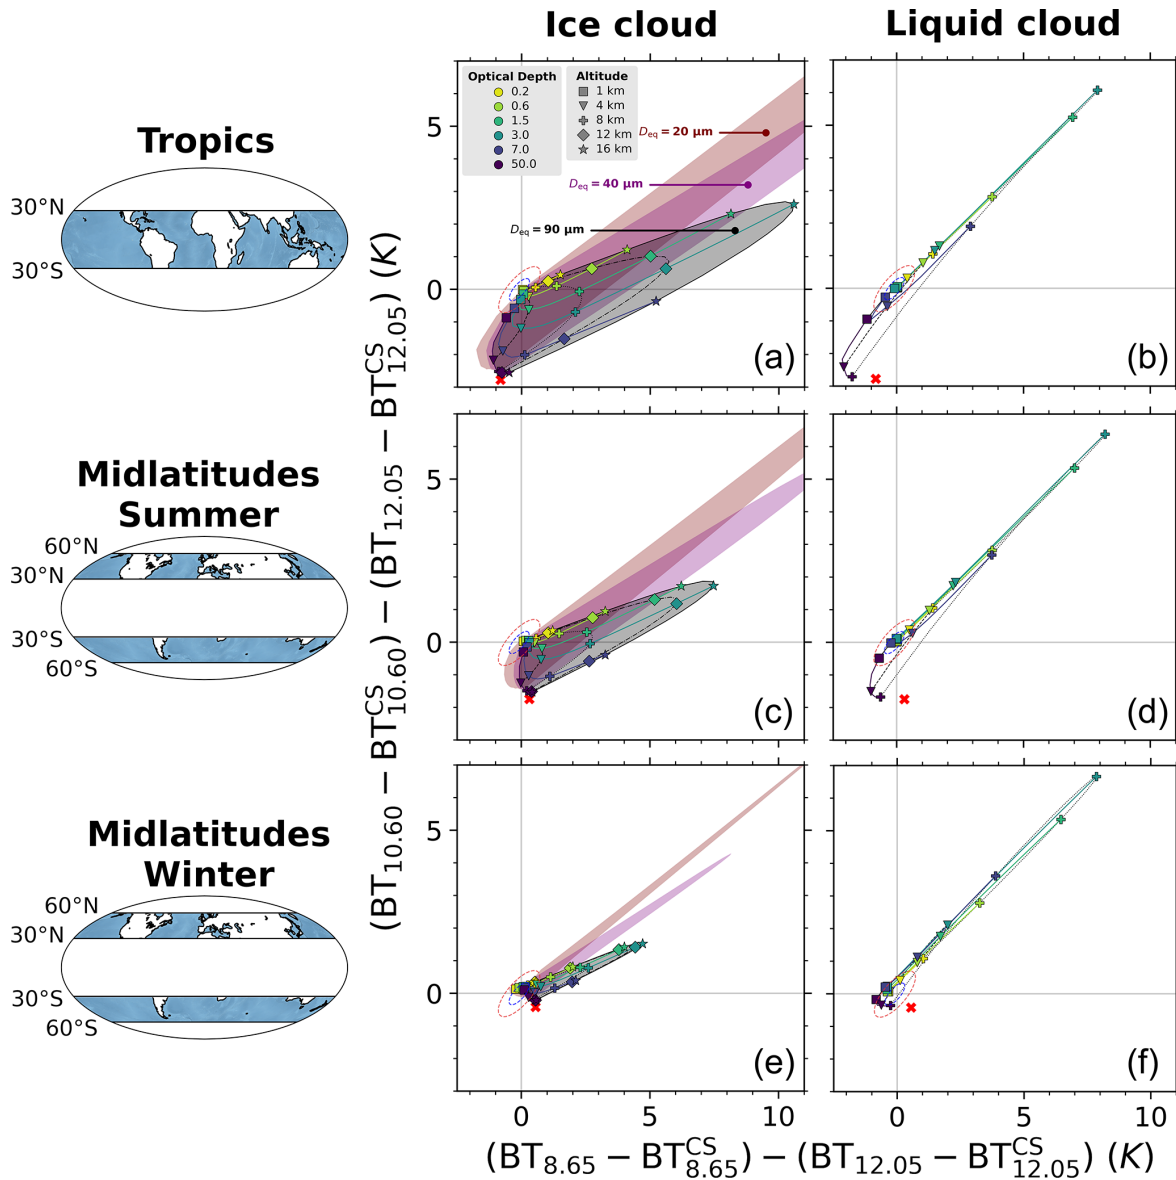 Ice cloud
Liquid cloud
Optical Depth
0.2
0.6
1.5
3.0
7.0
50.0
Altitude
1 km
4 km
8 km
12 km
16 km
D_eq = 20 µm
D_eq = 40 µm
D_eq = 90 µm
5
0
(a)
(b)
Tropics
30°N
30°S
Midlatitudes
Summer
60°N
30°N
30°S
60°S
5
0
(c)
(d)
Midlatitudes
Winter
60°N
30°N
30°S
60°S
5
0
(e)
(f)
0 5 10
0 5 10
(BT_10.60 − BT^CS_10.60) − (BT_12.05 − BT^CS_12.05) (K)
(BT_8.65 − BT^CS_8.65) − (BT_12.05 − BT^CS_12.05) (K)